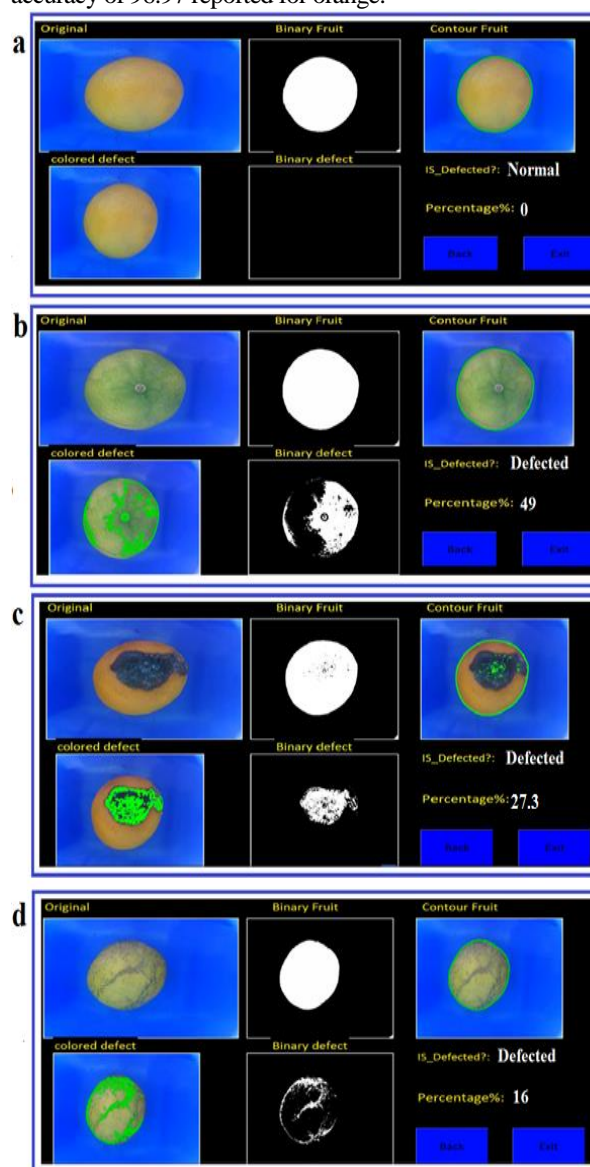 accuracy of 98.97 reported for orange.
a
Original Binary Fruit Contour Fruit
colored defect Binary defect
IS_Defected?: Normal
Percentage%: 0
Back Exit
b
Original Binary Fruit Contour Fruit
colored defect Binary defect
IS_Defected?: Defected
Percentage%: 49
Back Exit
c
Original Binary Fruit Contour Fruit
colored defect Binary defect
IS_Defected?: Defected
Percentage%: 27.3
Back Exit
d
Original Binary Fruit Contour Fruit
colored defect Binary defect
IS_Defected?: Defected
Percentage%: 16
Back Exit